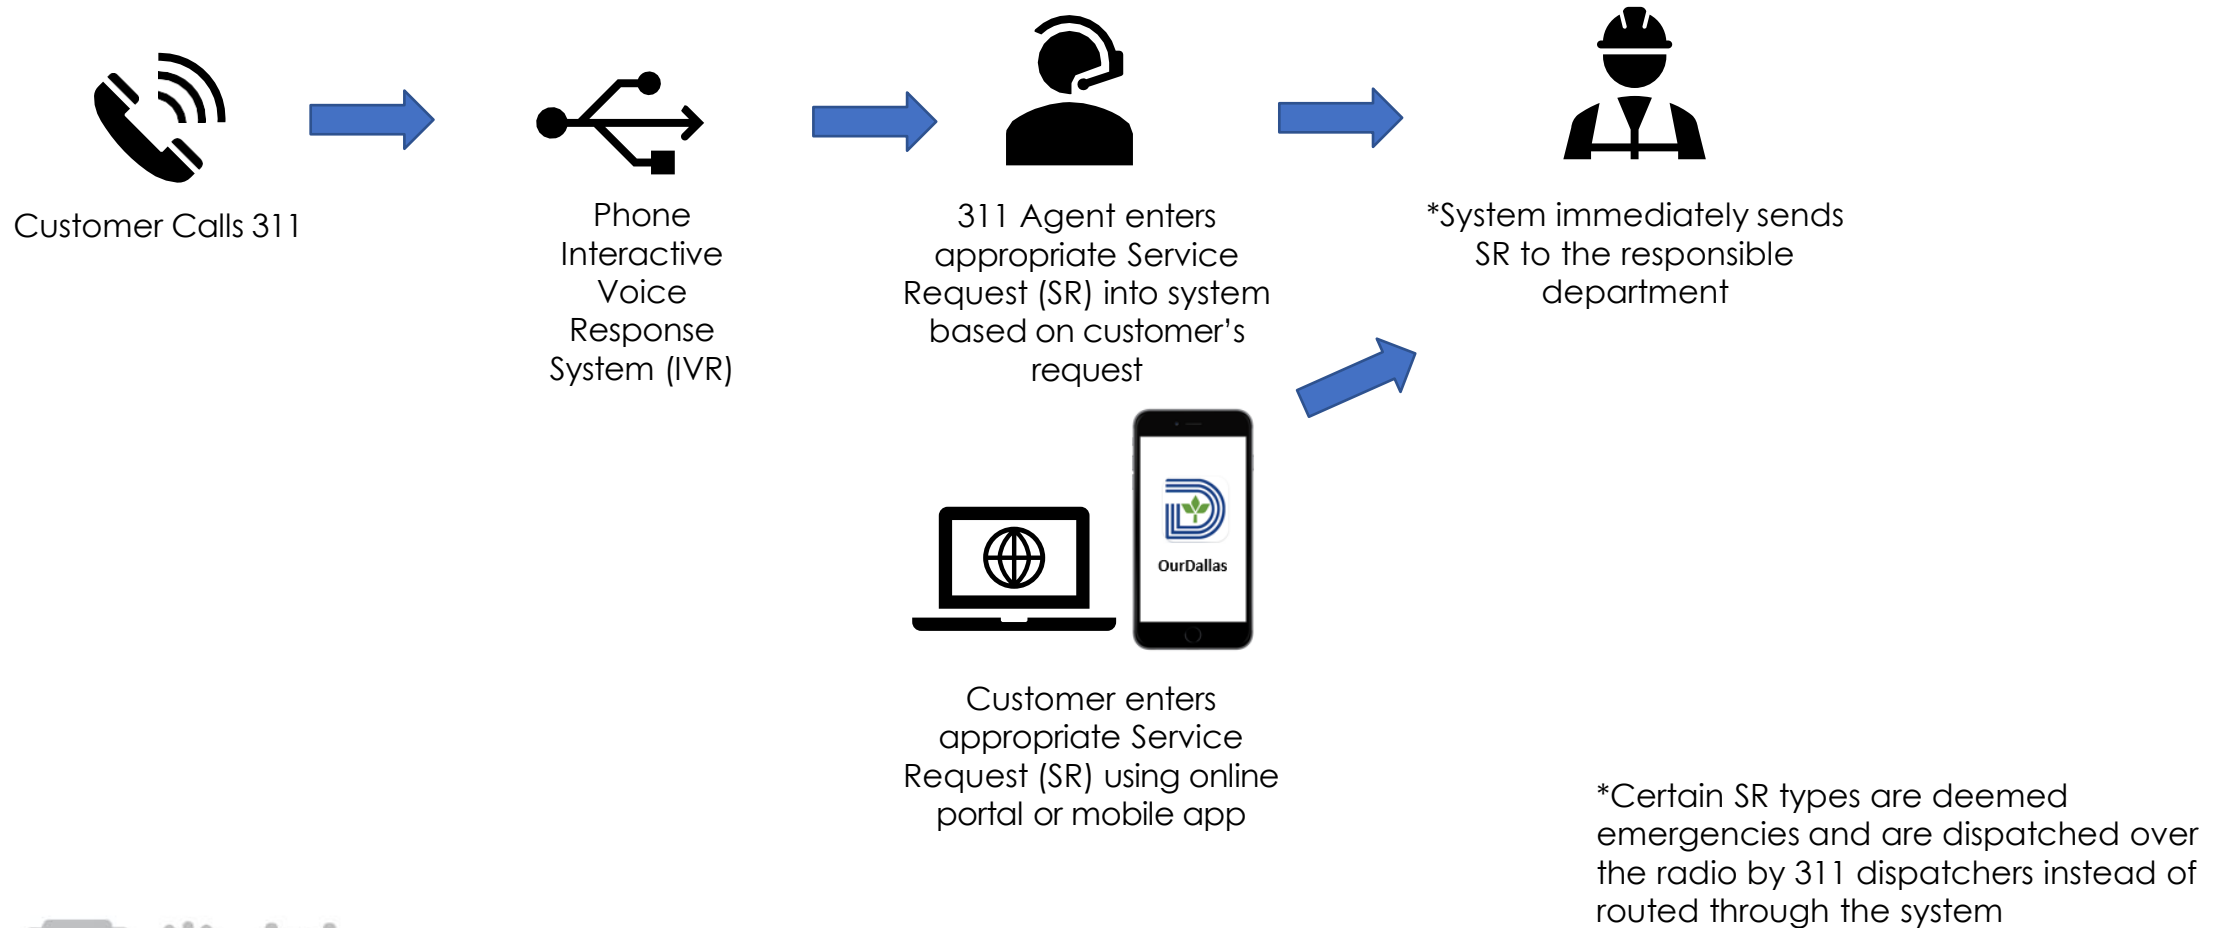 Customer Calls 311
Phone
Interactive
Voice
Response
System (IVR)
311 Agent enters
appropriate Service
Request (SR) into system
based on customer’s
request
*System immediately sends
SR to the responsible
department
OurDallas
Customer enters
appropriate Service
Request (SR) using online
portal or mobile app
*Certain SR types are deemed
emergencies and are dispatched over
the radio by 311 dispatchers instead of
routed through the system